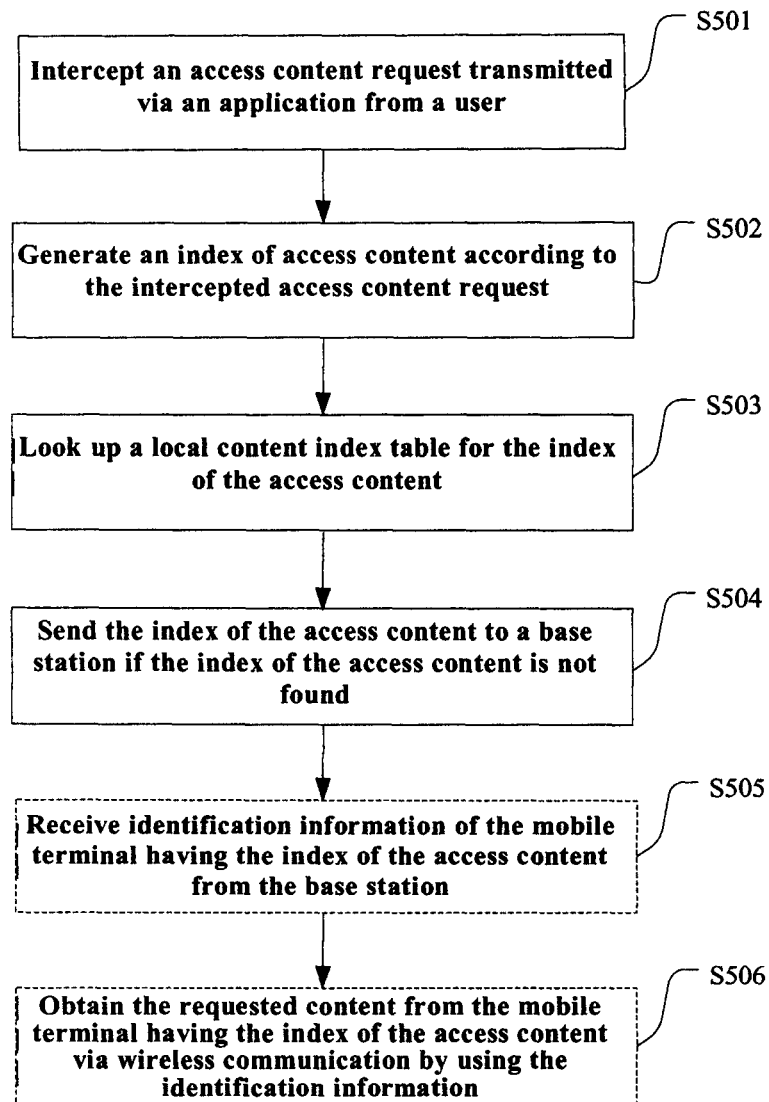 S501
Intercept an access content request transmitted
via an application from a user
S502
Generate an index of access content according to
the intercepted access content request
S503
Look up a local content index table for the index
of the access content
S504
Send the index of the access content to a base
station if the index of the access content is not
found
S505
Receive identification information of the mobile
terminal having the index of the access content
from the base station
S506
Obtain the requested content from the mobile
terminal having the index of the access content
via wireless communication by using the
identification information